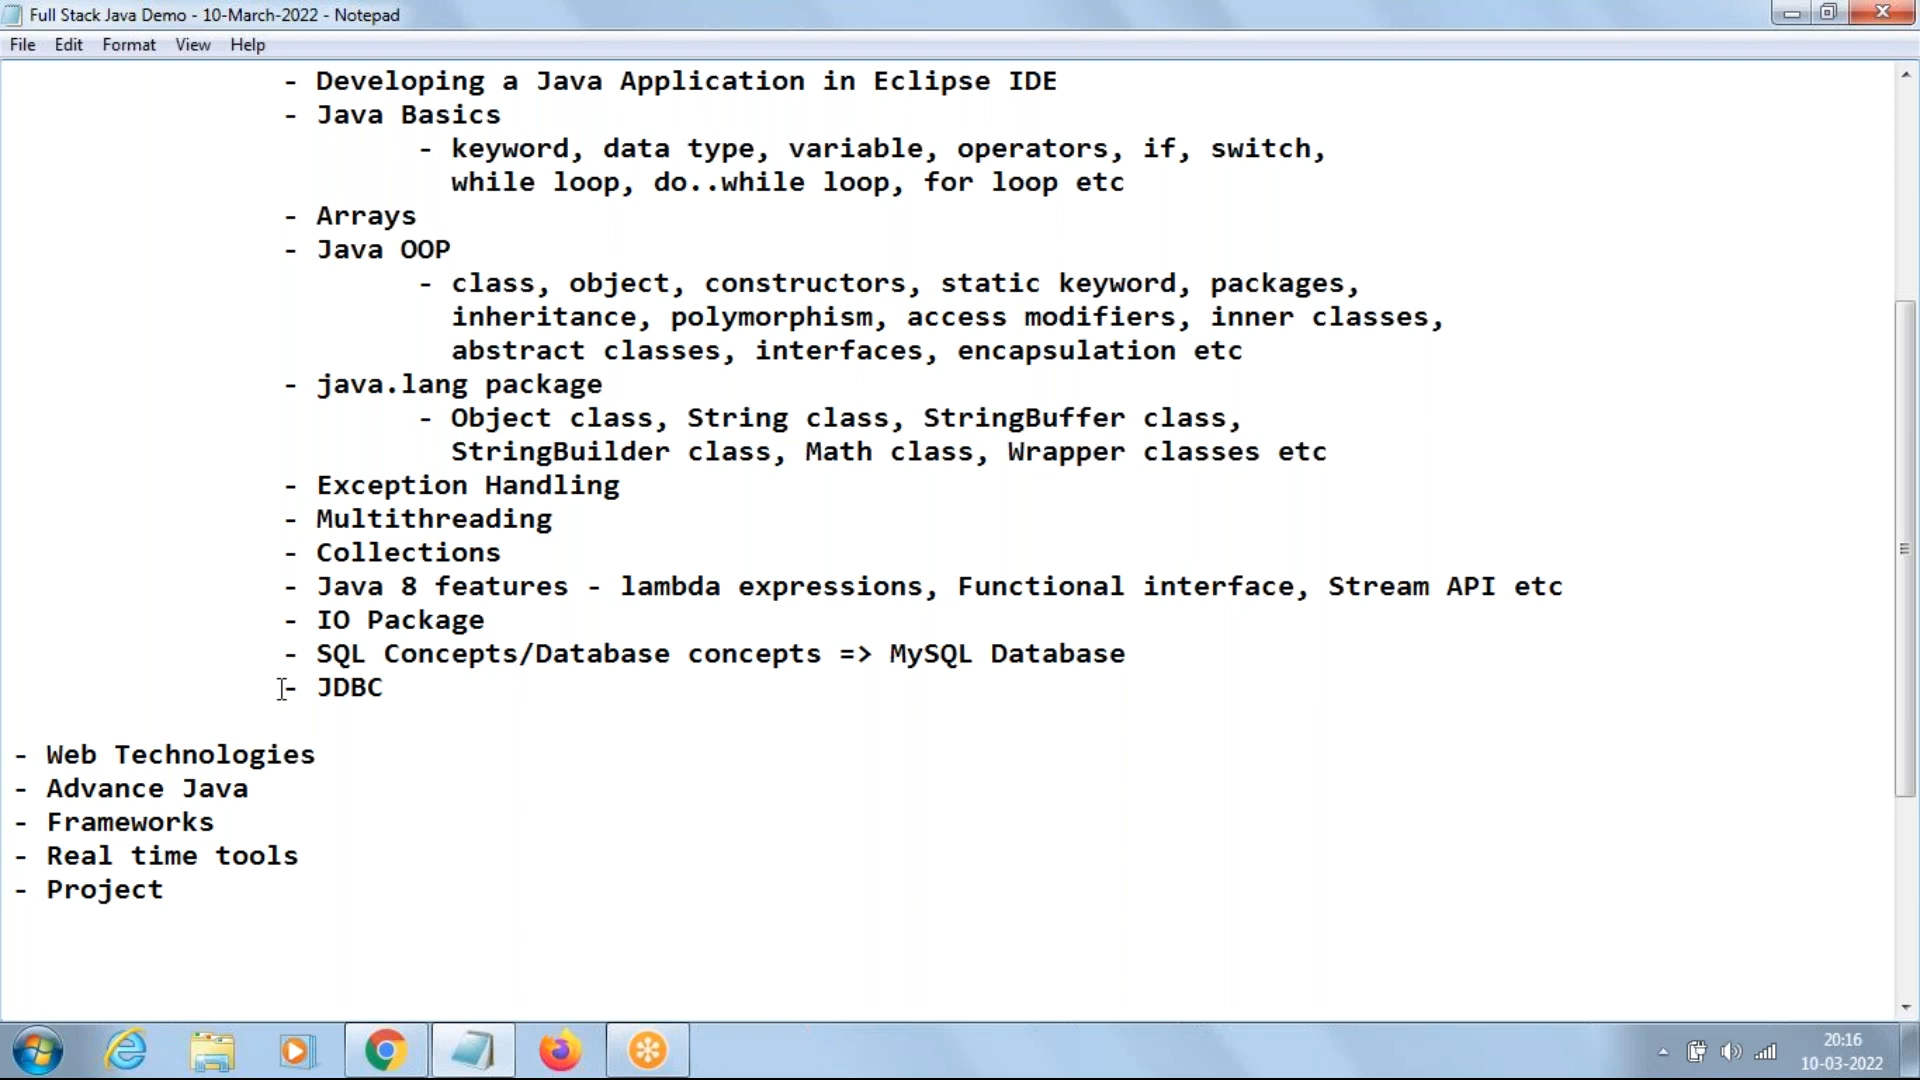 Full Stack Java Demo - 10-March-2022 - Notepad
File Edit Format View Help
- Developing a Java Application in Eclipse IDE
- Java Basics
- keyword, data type, variable, operators, if, switch,
while loop, do..while loop, for loop etc
- Arrays
- Java OOP
- class, object, constructors, static keyword, packages,
inheritance, polymorphism, access modifiers, inner classes,
abstract classes, interfaces, encapsulation etc
- java.lang package
- Object class, String class, StringBuffer class,
StringBuilder class, Math class, Wrapper classes etc
- Exception Handling
- Multithreading
- Collections
- Java 8 features - lambda expressions, Functional interface, Stream API etc
- IO Package
- SQL Concepts/Database concepts => MySQL Database
- JDBC
- Web Technologies
- Advance Java
- Frameworks
- Real time tools
- Project
20:16
10-03-2022